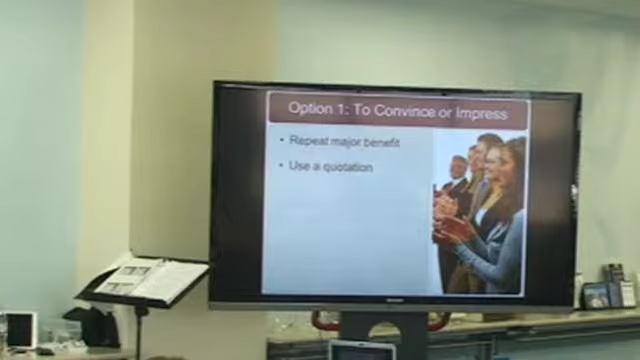 Option 1: To Convince or Impress
• Repeat major benefit
• Use a quotation